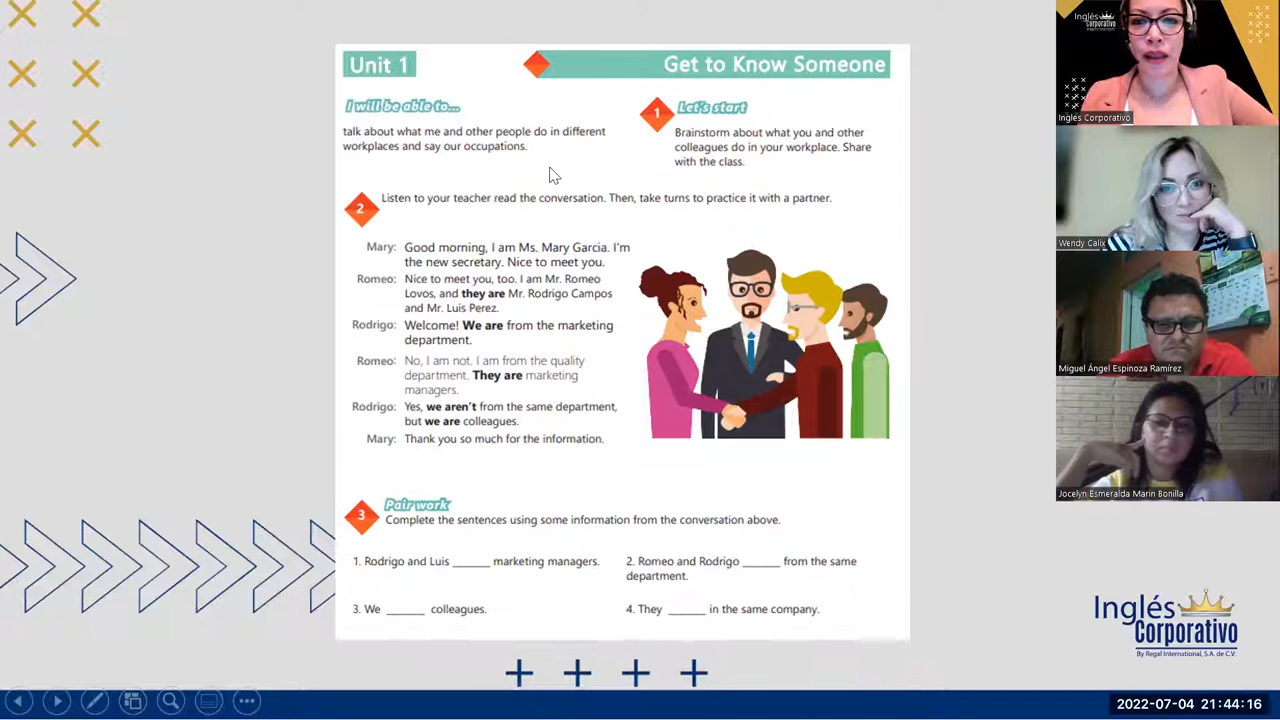 Unit 1
Get to Know Someone
I will be able to...
talk about what me and other people do in different
workplaces and say our occupations.
1
Let's start
Brainstorm about what you and other
colleagues do in your workplace. Share
with the class.
2
Listen to your teacher read the conversation. Then, take turns to practice it with a partner.
Mary: Good morning, I am Ms. Mary Garcia. I'm
the new secretary. Nice to meet you.
Romeo: Nice to meet you, too. I am Mr. Romeo
Lovos, and they are Mr. Rodrigo Campos
and Mr. Luis Perez.
Rodrigo: Welcome! We are from the marketing
department.
Romeo: No, I am not. I am from the quality
department. They are marketing
managers.
Rodrigo: Yes, we aren't from the same department,
but we are colleagues.
Mary: Thank you so much for the information.
3
Pair work
Complete the sentences using some information from the conversation above.
1. Rodrigo and Luis ______ marketing managers.
2. Romeo and Rodrigo ______ from the same
department.
3. We ______ colleagues.
4. They ______ in the same company.
Inglés
Corporativo
Inglés Corporativo
Wendy Calix
Miguel Ángel Espinoza Ramírez
Jocelyn Esmeralda Marin Bonilla
Inglés
Corporativo
By Regal International, S.A. de C.V.
2022-07-04 21:44:16